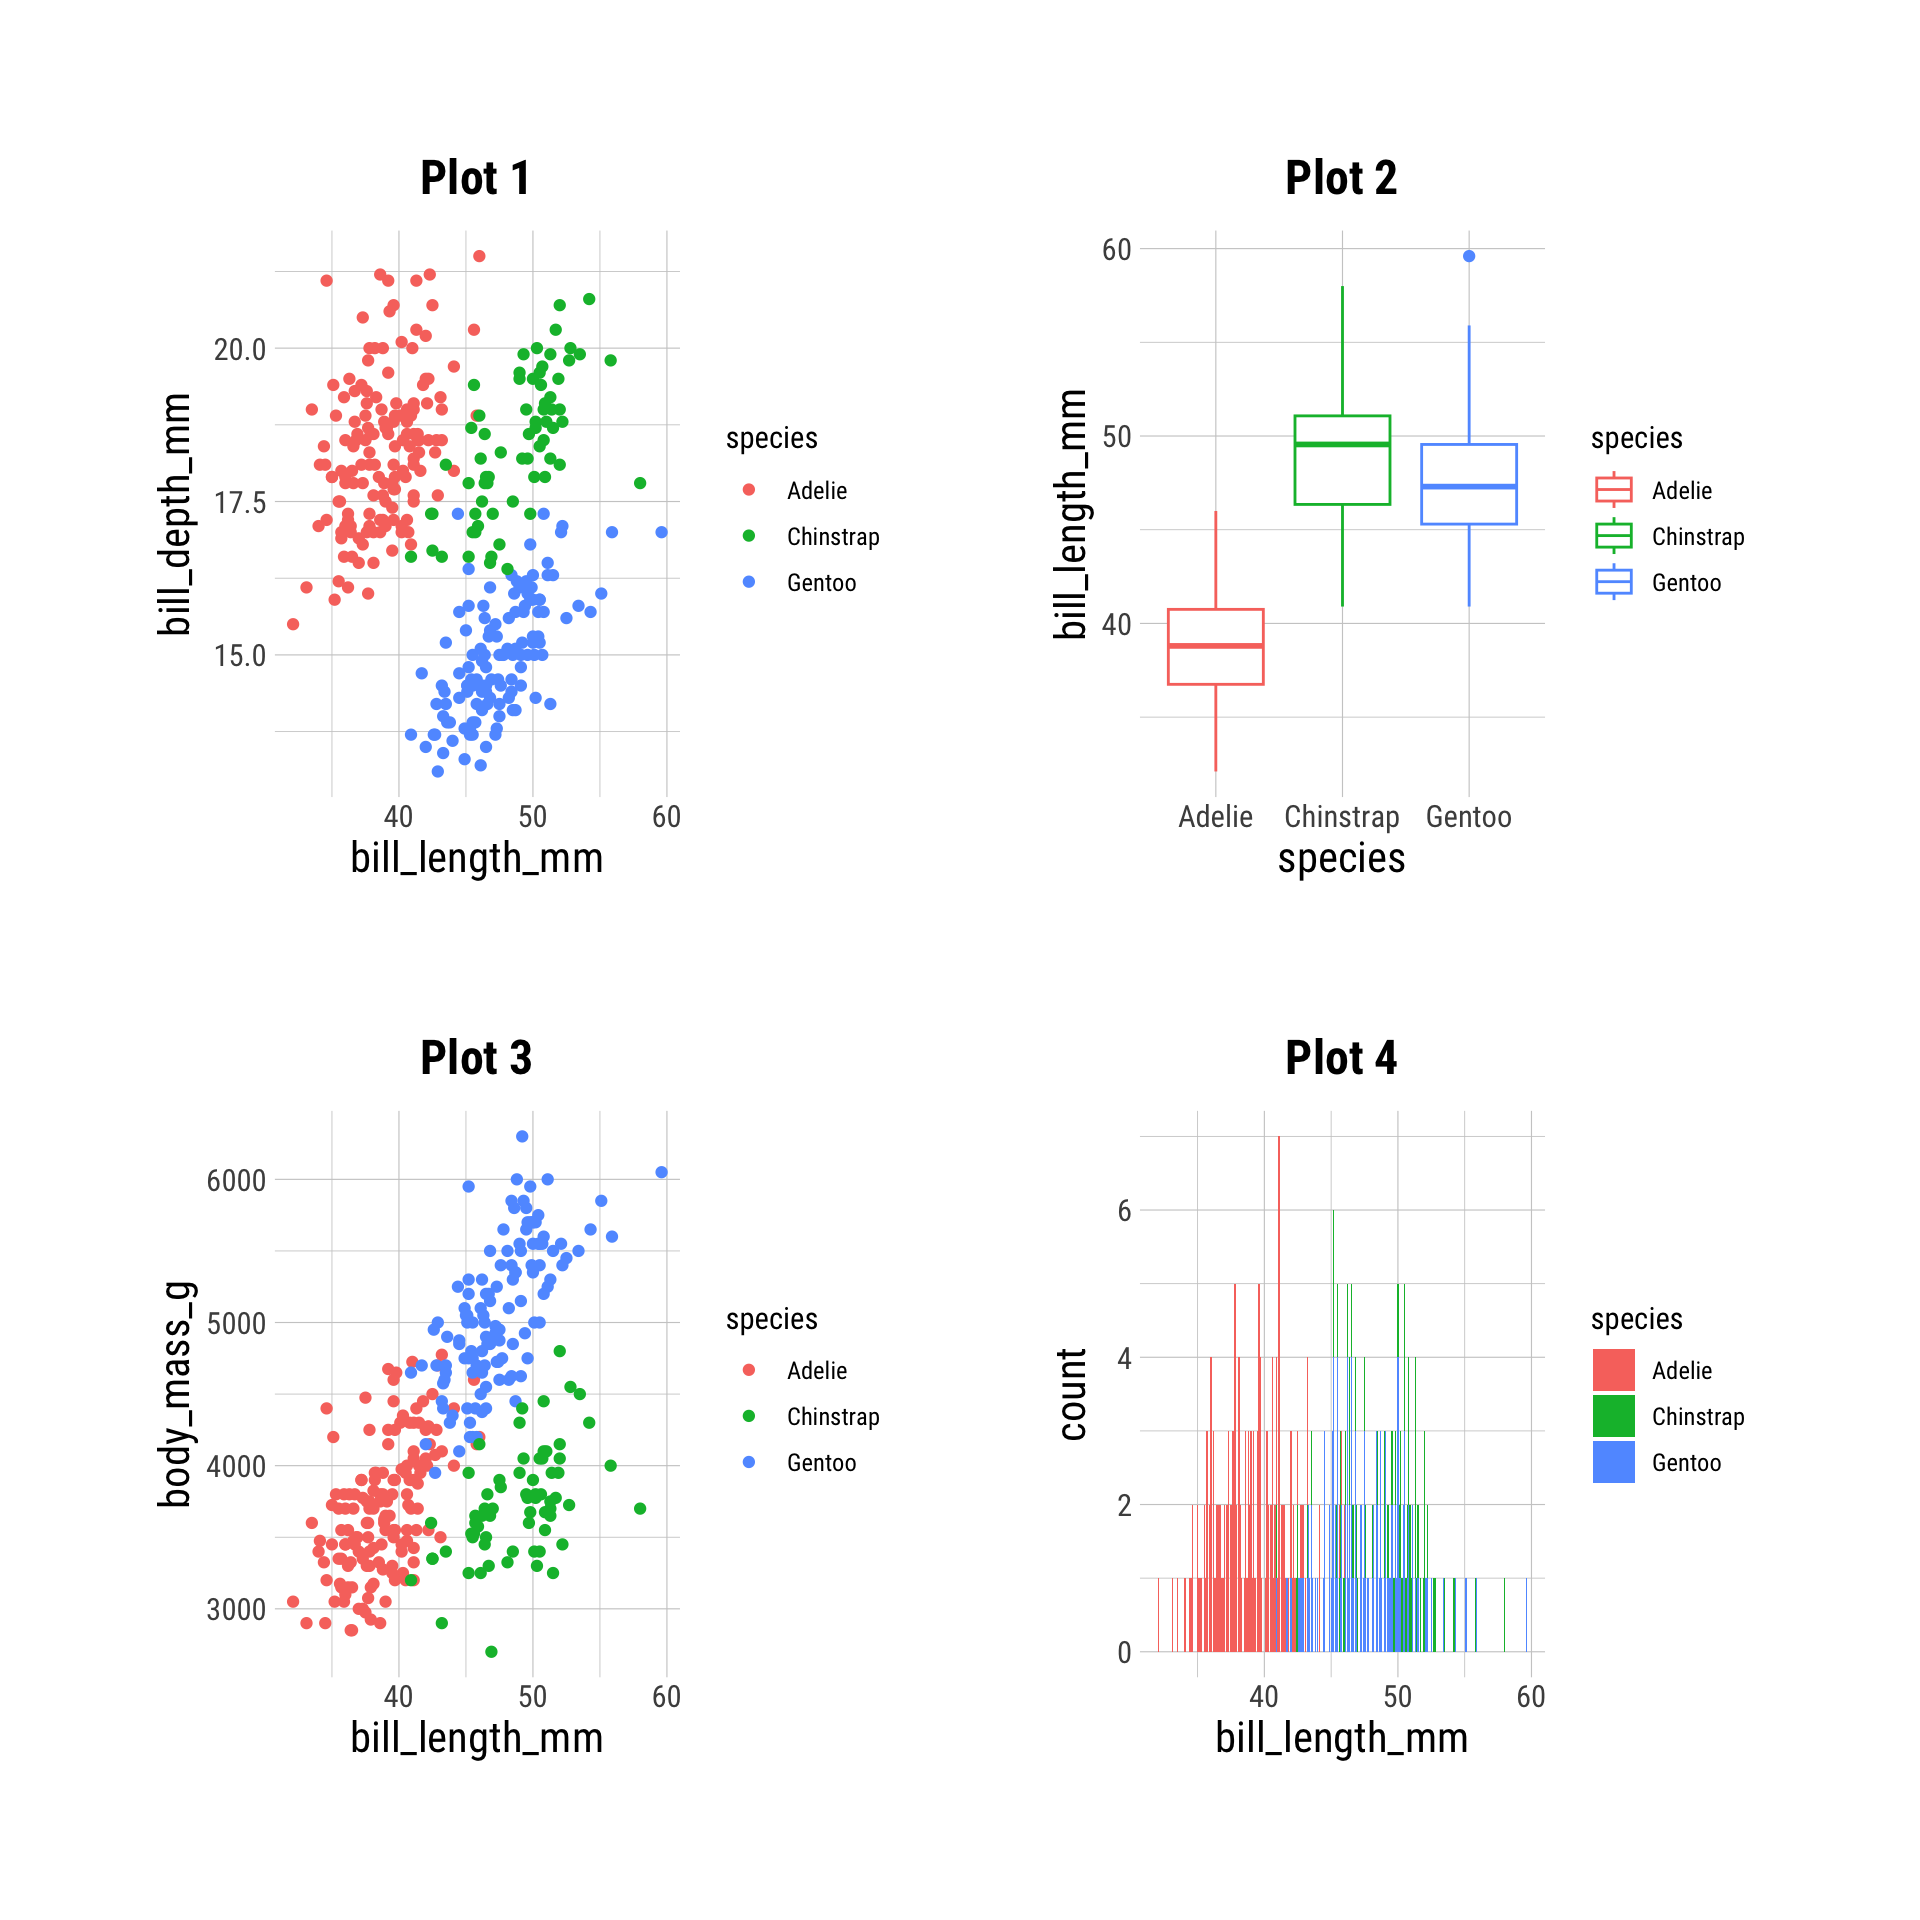 Plot 1
bill_depth_mm
20.0
17.5
15.0
40 50 60
bill_length_mm
species
Adelie
Chinstrap
Gentoo
Plot 2
bill_length_mm
60
50
40
Adelie Chinstrap Gentoo
species
species
Adelie
Chinstrap
Gentoo
Plot 3
body_mass_g
6000
5000
4000
3000
40 50 60
bill_length_mm
species
Adelie
Chinstrap
Gentoo
Plot 4
count
6
4
2
0
40 50 60
bill_length_mm
species
Adelie
Chinstrap
Gentoo